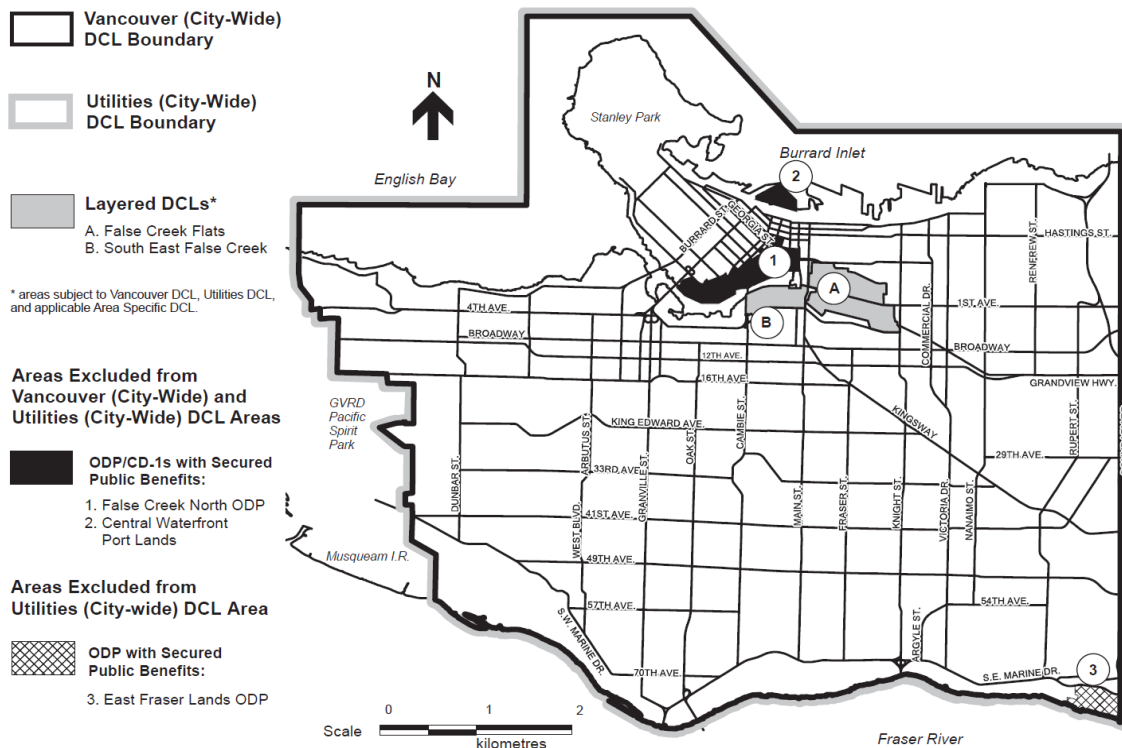 Vancouver (City-Wide)
DCL Boundary
Utilities (City-Wide)
DCL Boundary
Layered DCLs*
A. False Creek Flats
B. South East False Creek
* areas subject to Vancouver DCL, Utilities DCL,
and applicable Area Specific DCL.
Areas Excluded from
Vancouver (City-Wide) and
Utilities (City-Wide) DCL Areas
ODP/CD-1s with Secured
Public Benefits:
1. False Creek North ODP
2. Central Waterfront
Port Lands
Areas Excluded from
Utilities (City-wide) DCL Area
ODP with Secured
Public Benefits:
3. East Fraser Lands ODP
N
Stanley Park
English Bay
Burrard Inlet
2
BURRARD ST.
GEORGIA ST.
HASTINGS ST.
RENFREW ST.
1
A
B
4TH AVE.
1ST AVE.
COMMERCIAL DR.
BROADWAY
BROADWAY
12TH AVE.
16TH AVE.
GRANDVIEW HWY.
GVRD
Pacific
Spirit
Park
KING EDWARD AVE.
KINGSWAY
CAMBIE ST.
OAK ST.
ARBUTUS ST.
RUPERT ST.
29TH AVE.
33RD AVE.
DUNBAR ST.
GRANVILLE ST.
MAIN ST.
FRASER ST.
KNIGHT ST.
VICTORIA DR.
NANAIMO ST.
41ST AVE.
WEST BLVD.
49TH AVE.
Musqueam I.R.
57TH AVE.
54TH AVE.
S.W. MARINE DR.
ARGYLE ST.
70TH AVE.
S.E. MARINE DR.
3
Fraser River
Scale
0 1 2
kilometres